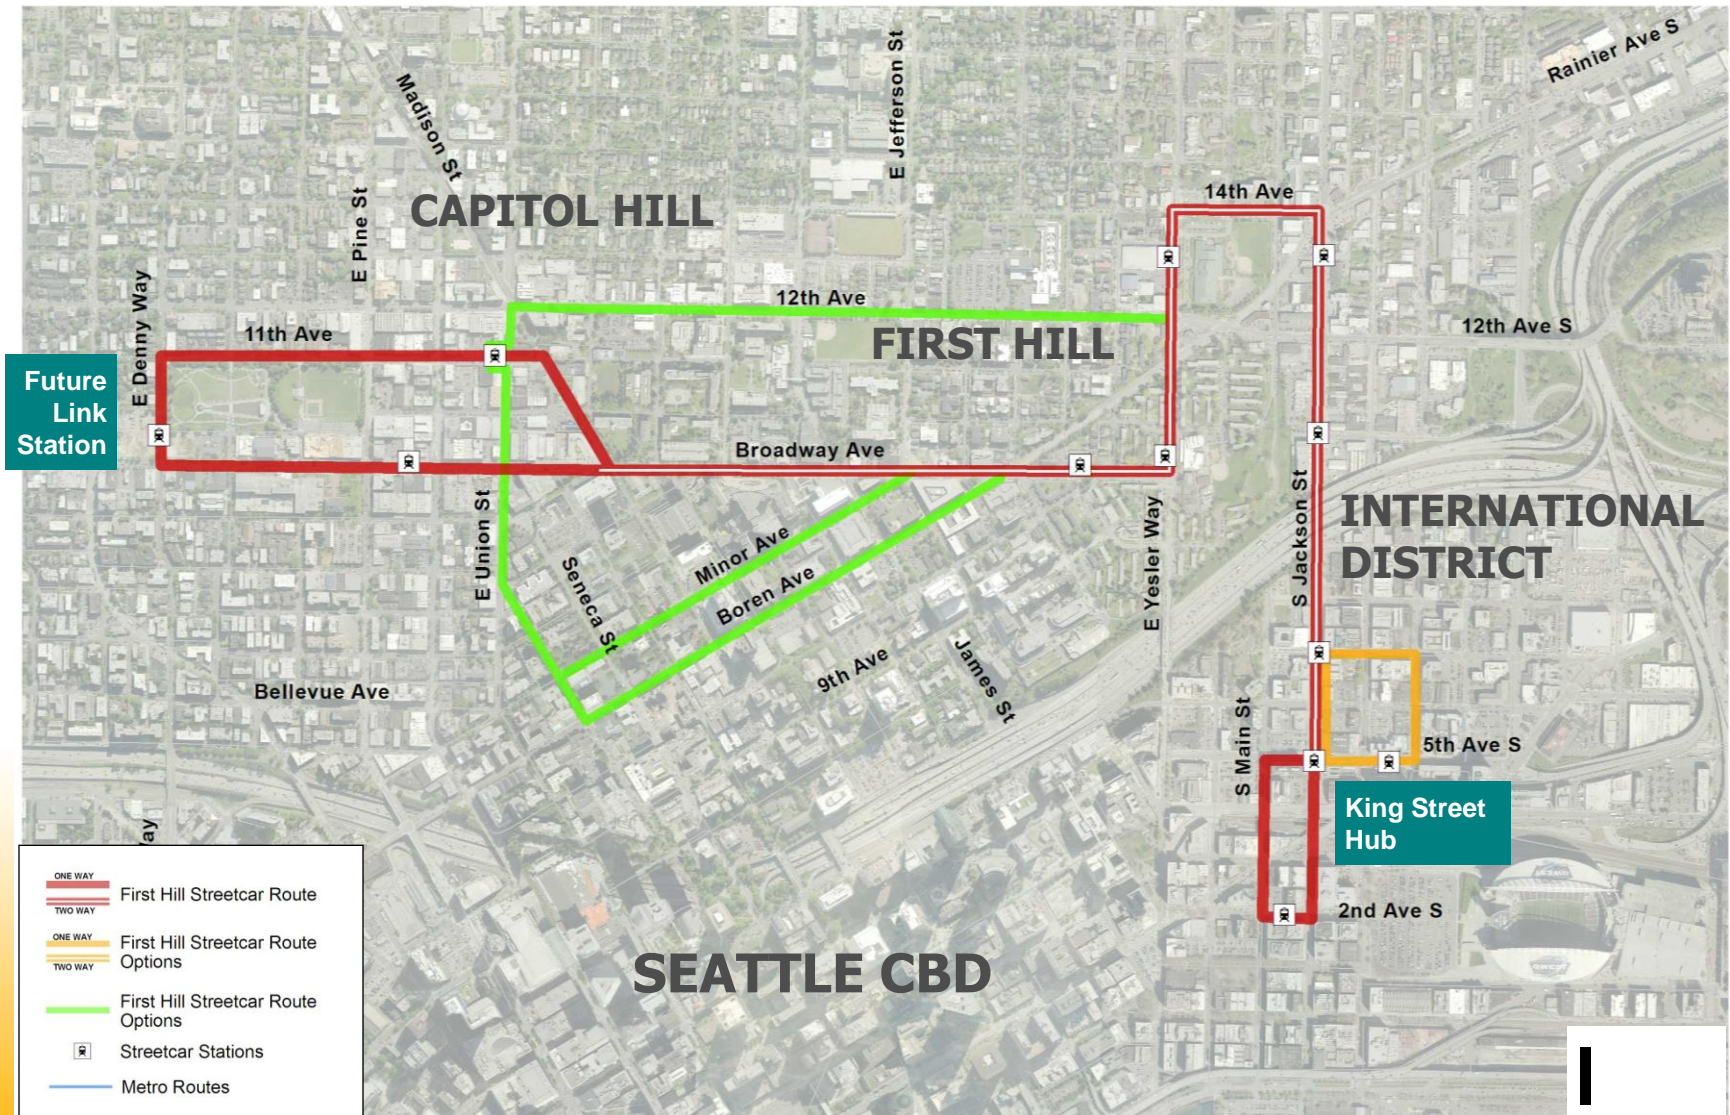 Rainier Ave S
E Jefferson St
Madison St
14th Ave
CAPITOL HILL
E Pine St
E Denny Way
12th Ave
11th Ave
FIRST HILL
12th Ave S
Future
Link
Station
Broadway Ave
E Union St
Seneca St
Minor Ave
Boren Ave
E Yesler Way
S Jackson St
INTERNATIONAL
DISTRICT
9th Ave
James St
Bellevue Ave
S Main St
5th Ave S
King Street
Hub
2nd Ave S
SEATTLE CBD
ONE WAY
First Hill Streetcar Route
TWO WAY
ONE WAY
First Hill Streetcar Route
Options
TWO WAY
First Hill Streetcar Route
Options
Streetcar Stations
Metro Routes